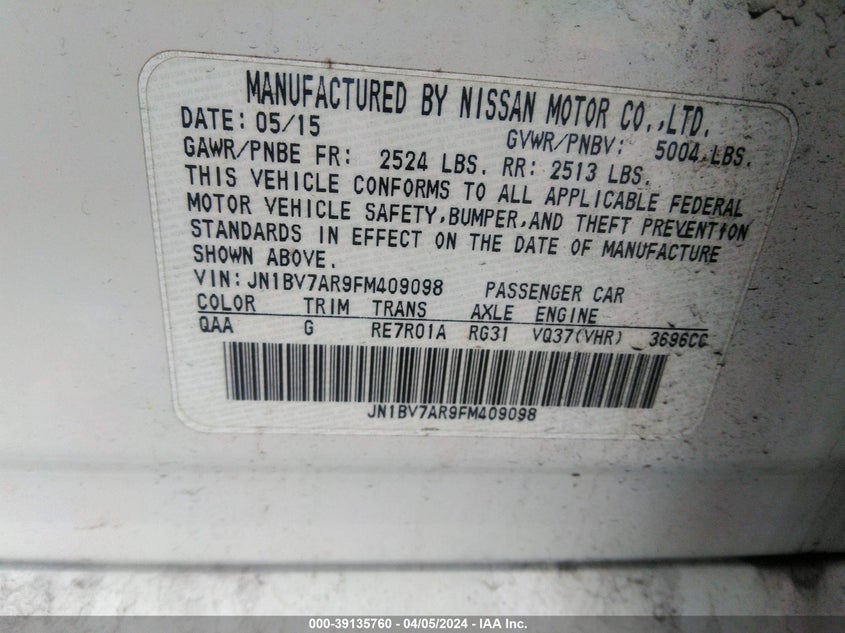 MANUFACTURED BY NISSAN MOTOR CO.,LTD.
DATE: 05/15 GVWR/PNBV: 5004 LBS.
GAWR/PNBE FR: 2524 LBS. RR: 2513 LBS.
THIS VEHICLE CONFORMS TO ALL APPLICABLE FEDERAL
MOTOR VEHICLE SAFETY,BUMPER,AND THEFT PREVENTION
STANDARDS IN EFFECT ON THE DATE OF MANUFACTURE
SHOWN ABOVE.
VIN: JN1BV7AR9FM409098 PASSENGER CAR
COLOR TRIM TRANS AXLE ENGINE
QAA G RE7R01A RG31 VQ37(VHR) 3696CC
JN1BV7AR9FM409098
000-39135760 - 04/05/2024 - IAA Inc.